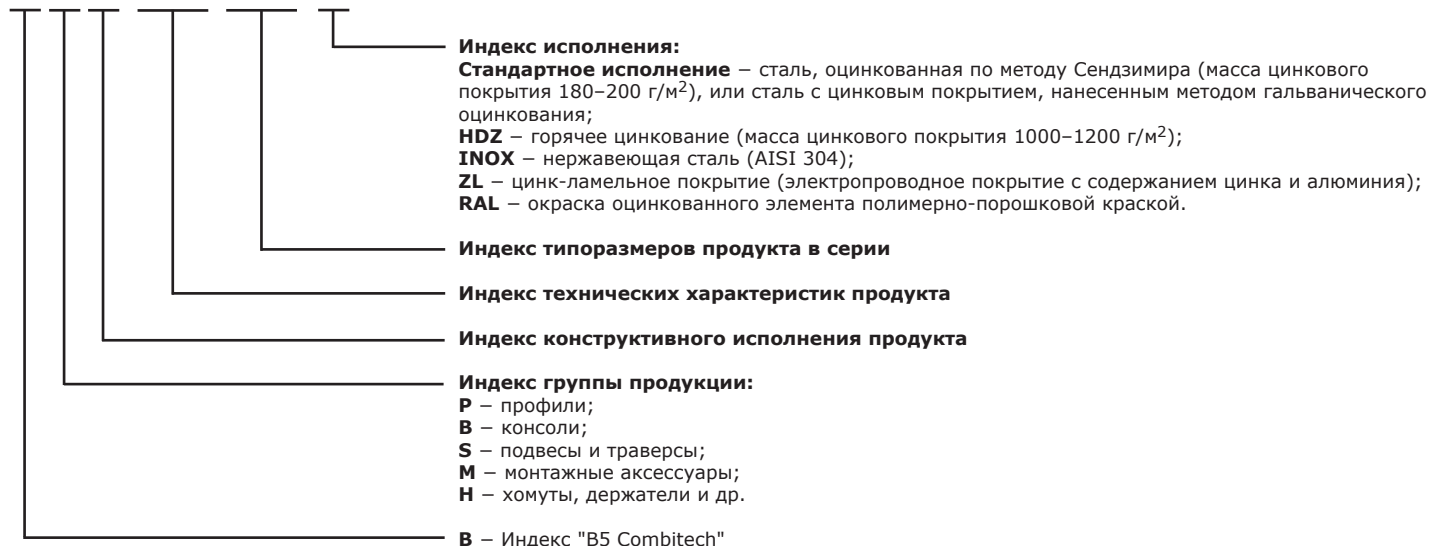 Индекс исполнения:
Стандартное исполнение − сталь, оцинкованная по методу Сендзимира (масса цинкового
покрытия 180–200 г/м2), или сталь с цинковым покрытием, нанесенным методом гальванического
оцинкования;
HDZ − горячее цинкование (масса цинкового покрытия 1000–1200 г/м2);
INOX − нержавеющая сталь (AISI 304);
ZL − цинк-ламельное покрытие (электропроводное покрытие с содержанием цинка и алюминия);
RAL − окраска оцинкованного элемента полимерно-порошковой краской.
Индекс типоразмеров продукта в серии
Индекс технических характеристик продукта
Индекс конструктивного исполнения продукта
Индекс группы продукции:
P − профили;
B − консоли;
S − подвесы и траверсы;
M − монтажные аксессуары;
H − хомуты, держатели и др.
B − Индекс "B5 Combitech"